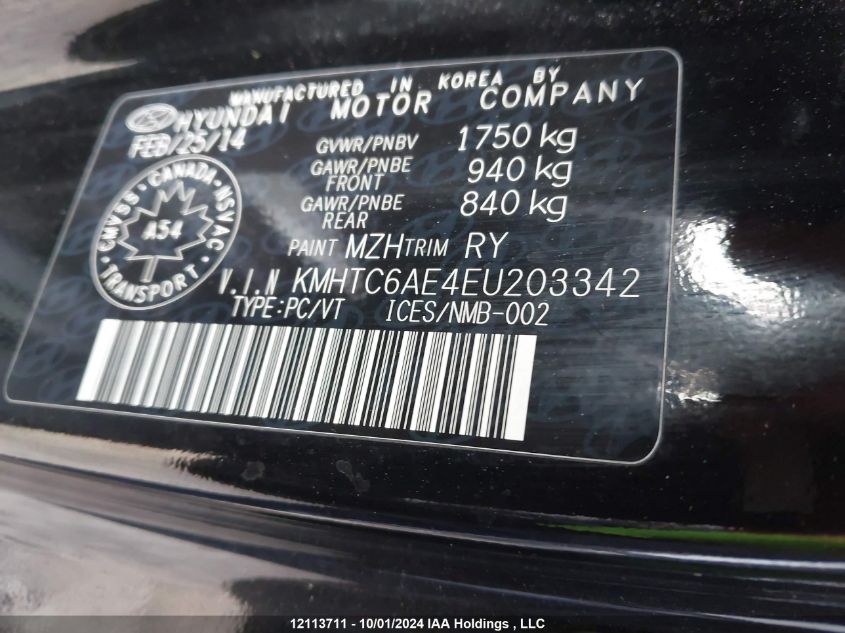 MANUFACTURED IN KOREA BY
HYUNDAI MOTOR COMPANY
FEB/25/14
GVWR/PNBV 1750 kg
GAWR/PNBE FRONT 940 kg
GAWR/PNBE REAR 840 kg
CMVSS · CANADA · NSVAC
A54
TRANSPORT
PAINT MZH TRIM RY
V.I.N KMHTC6AE4EU203342
TYPE:PC/VT ICES/NMB-002
12113711 - 10/01/2024 IAA Holdings , LLC